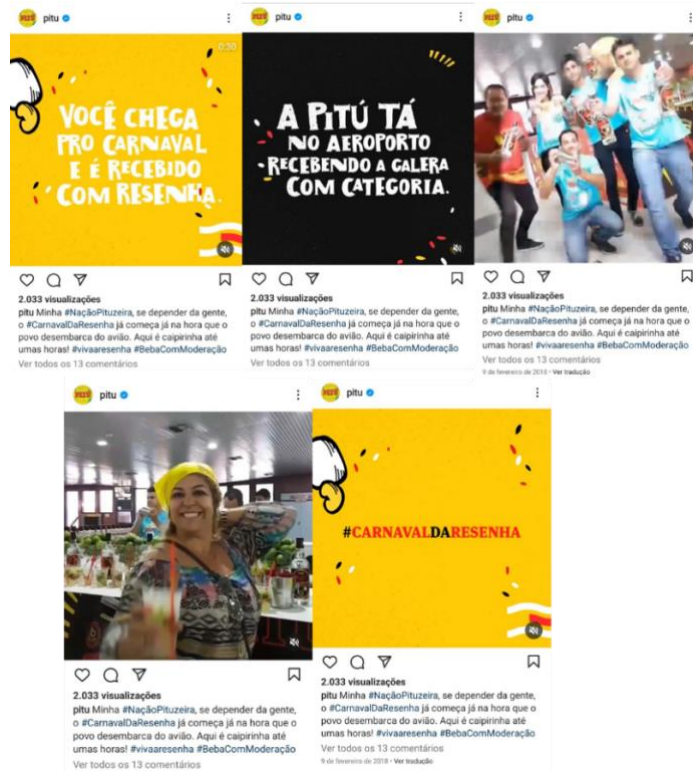 pitu
0:30
VOCÊ CHEGA
PRO CARNAVAL
E É RECEBIDO
COM RESENHA.
2.033 visualizações
pitu Minha #NaçãoPituzeira, se depender da gente,
o #CarnavalDaResenha já começa já na hora que o
povo desembarca do avião. Aqui é caipirinha até
umas horas! #vivaaresenha #BebaComModeração
Ver todos os 13 comentários
pitu
A PITÚ TÁ
NO AEROPORTO
RECEBENDO A GALERA
COM CATEGORIA.
2.033 visualizações
pitu Minha #NaçãoPituzeira, se depender da gente,
o #CarnavalDaResenha já começa já na hora que o
povo desembarca do avião. Aqui é caipirinha até
umas horas! #vivaaresenha #BebaComModeração
Ver todos os 13 comentários
pitu
2.033 visualizações
pitu Minha #NaçãoPituzeira, se depender da gente,
o #CarnavalDaResenha já começa já na hora que o
povo desembarca do avião. Aqui é caipirinha até
umas horas! #vivaaresenha #BebaComModeração
Ver todos os 13 comentários
9 de fevereiro de 2018 • Ver tradução
pitu
2.033 visualizações
pitu Minha #NaçãoPituzeira, se depender da gente,
o #CarnavalDaResenha já começa já na hora que o
povo desembarca do avião. Aqui é caipirinha até
umas horas! #vivaaresenha #BebaComModeração
Ver todos os 13 comentários
pitu
#CARNAVALDARESENHA
2.033 visualizações
pitu Minha #NaçãoPituzeira, se depender da gente,
o #CarnavalDaResenha já começa já na hora que o
povo desembarca do avião. Aqui é caipirinha até
umas horas! #vivaaresenha #BebaComModeração
Ver todos os 13 comentários
9 de fevereiro de 2018 • Ver tradução